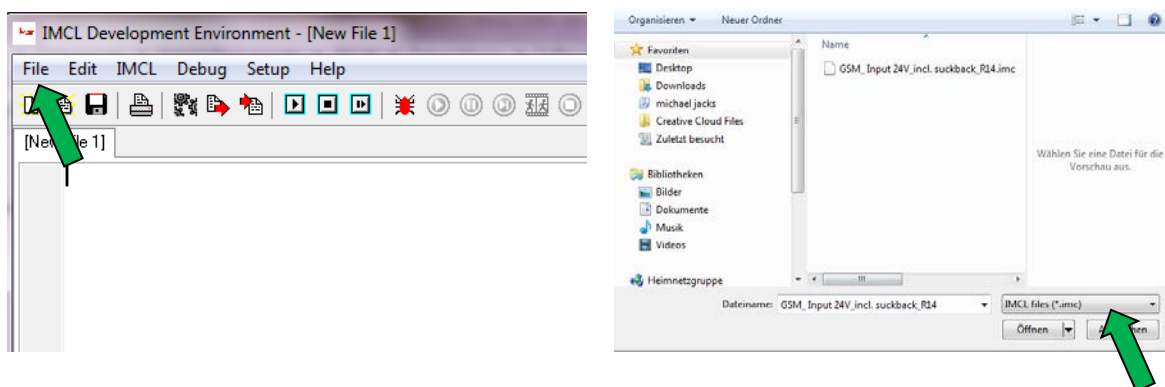 IMCL Development Environment - [New File 1]
File Edit IMCL Debug Setup Help
[New File 1]
Organisieren Neuer Ordner
Favoriten
Desktop
Downloads
michael jacks
Creative Cloud Files
Zuletzt besucht
Bibliotheken
Bilder
Dokumente
Musik
Videos
Heimnetzgruppe
Name
GSM_Input 24V_incl. suckback_R14.imc
Wählen Sie eine Datei für die
Vorschau aus.
Dateiname: GSM_Input 24V_incl. suckback_R14 IMCL files (*.imc)
Öffnen